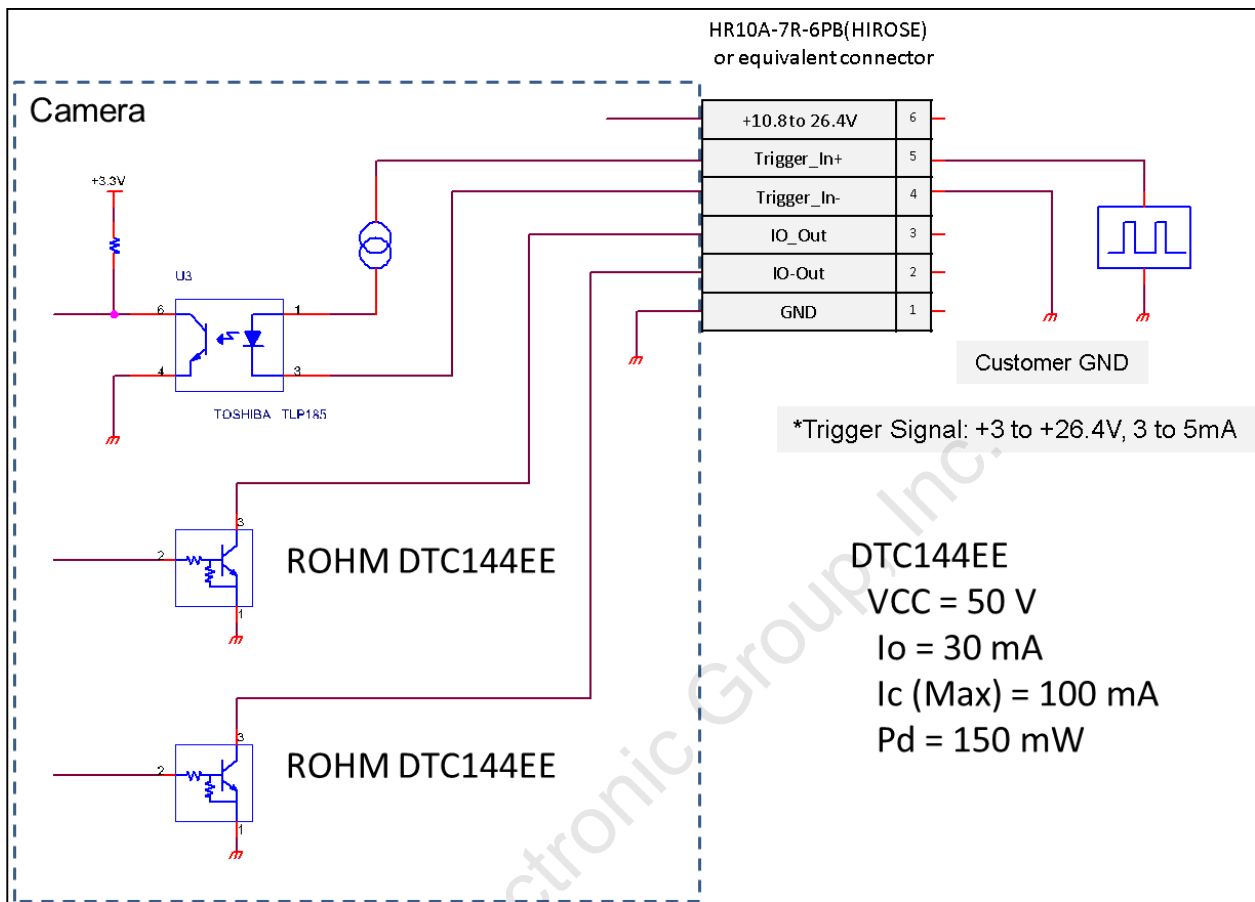 HR10A-7R-6PB(HIROSE)
or equivalent connector
Camera
+10.8 to 26.4V 6
Trigger_In+ 5
Trigger_In- 4
IO_Out 3
IO-Out 2
GND 1
+3.3V
U3
6
1
4
3
TOSHIBA TLP185
Customer GND
*Trigger Signal: +3 to +26.4V, 3 to 5mA
3
2
ROHM DTC144EE
1
3
2
ROHM DTC144EE
1
DTC144EE
VCC = 50 V
Io = 30 mA
Ic (Max) = 100 mA
Pd = 150 mW
ctronic Group, Inc.